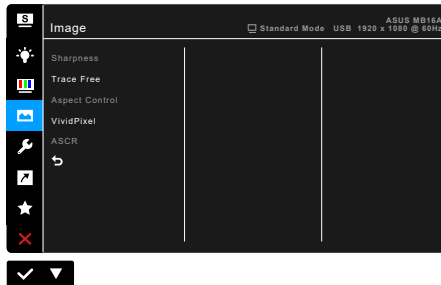 S
Image
ASUS MB16A
Standard Mode USB 1920 x 1080 @ 60Hz
Sharpness
Trace Free
Aspect Control
VividPixel
ASCR